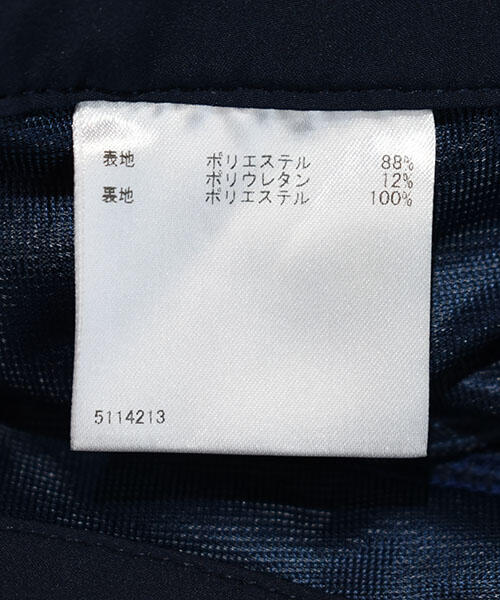 表地 ポリエステル 88%
ポリウレタン 12%
裏地 ポリエステル 100%
5114213